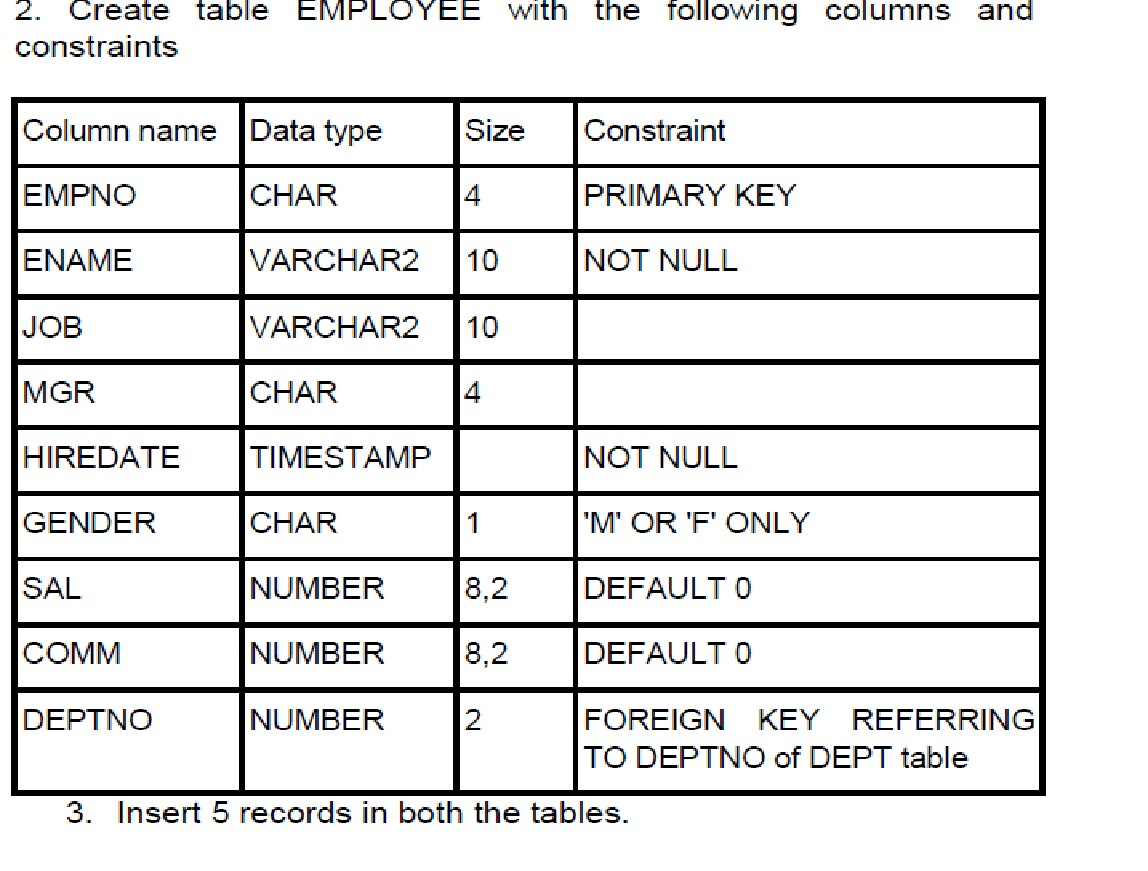 2. Create table EMPLOYEE with the following columns and
constraints
Column name Data type Size Constraint
EMPNO CHAR 4 PRIMARY KEY
ENAME VARCHAR2 10 NOT NULL
JOB VARCHAR2 10
MGR CHAR 4
HIREDATE TIMESTAMP NOT NULL
GENDER CHAR 1 'M' OR 'F' ONLY
SAL NUMBER 8,2 DEFAULT 0
COMM NUMBER 8,2 DEFAULT 0
DEPTNO NUMBER 2 FOREIGN KEY REFERRING
TO DEPTNO of DEPT table
3. Insert 5 records in both the tables.